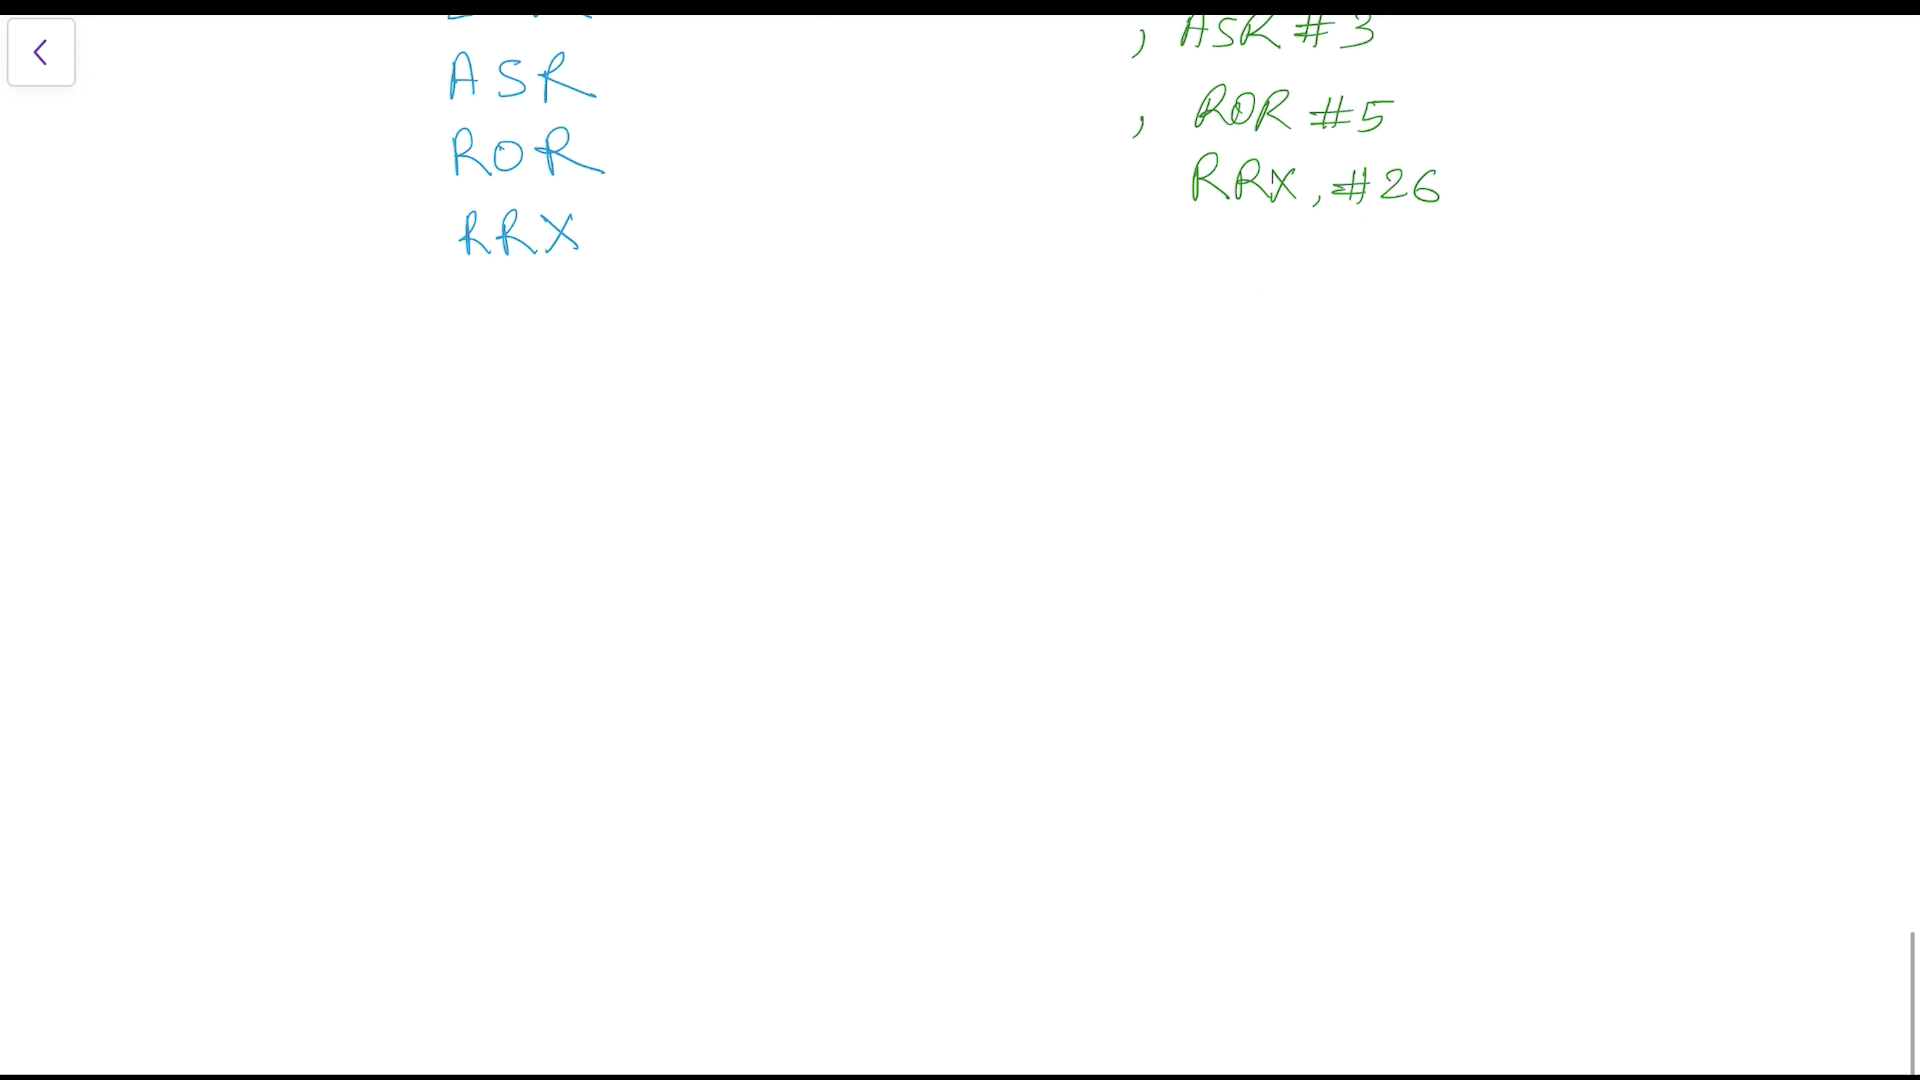 ASR
ROR
RRX
, ASR #3
, ROR #5
RRX, #26